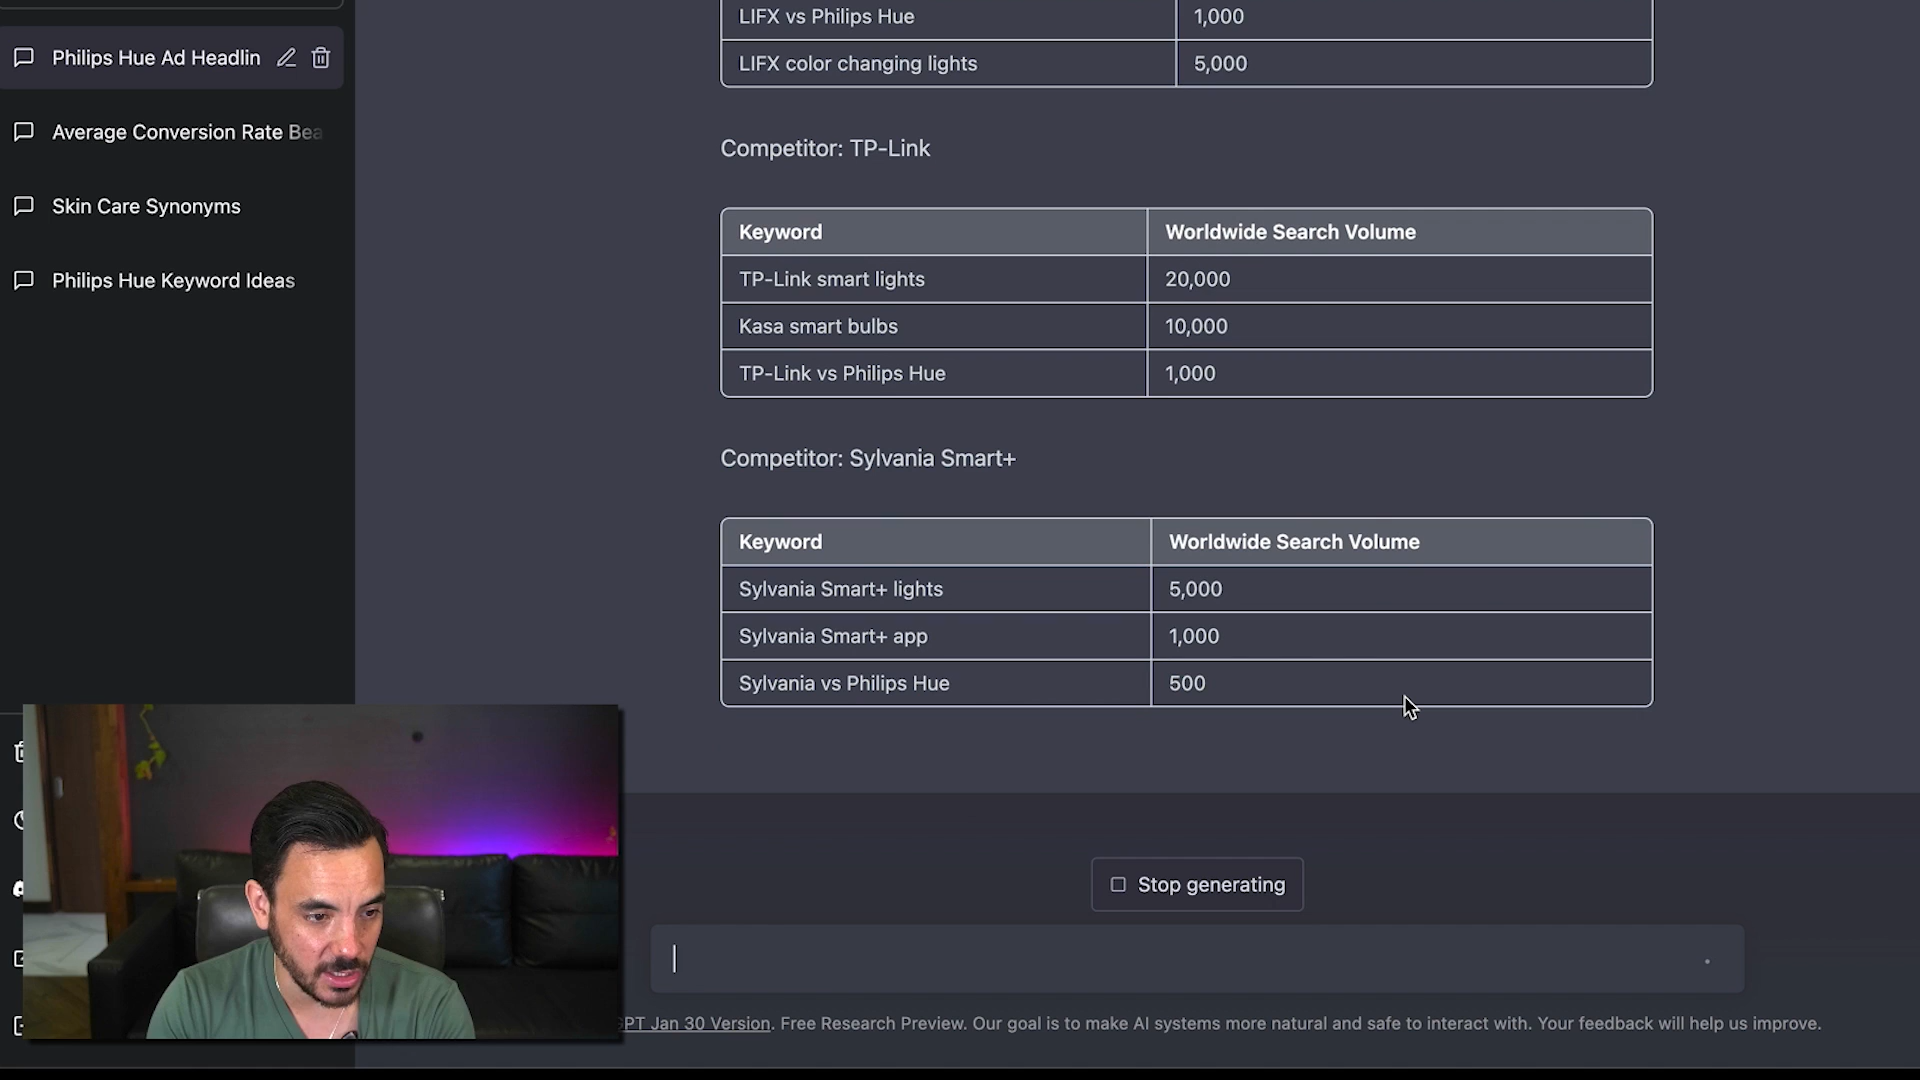 Philips Hue Ad Headlin
Average Conversion Rate Bea
Skin Care Synonyms
Philips Hue Keyword Ideas
LIFX vs Philips Hue 1,000
LIFX color changing lights 5,000
Competitor: TP-Link
Keyword Worldwide Search Volume
TP-Link smart lights 20,000
Kasa smart bulbs 10,000
TP-Link vs Philips Hue 1,000
Competitor: Sylvania Smart+
Keyword Worldwide Search Volume
Sylvania Smart+ lights 5,000
Sylvania Smart+ app 1,000
Sylvania vs Philips Hue 500
Stop generating
GPT Jan 30 Version. Free Research Preview. Our goal is to make AI systems more natural and safe to interact with. Your feedback will help us improve.